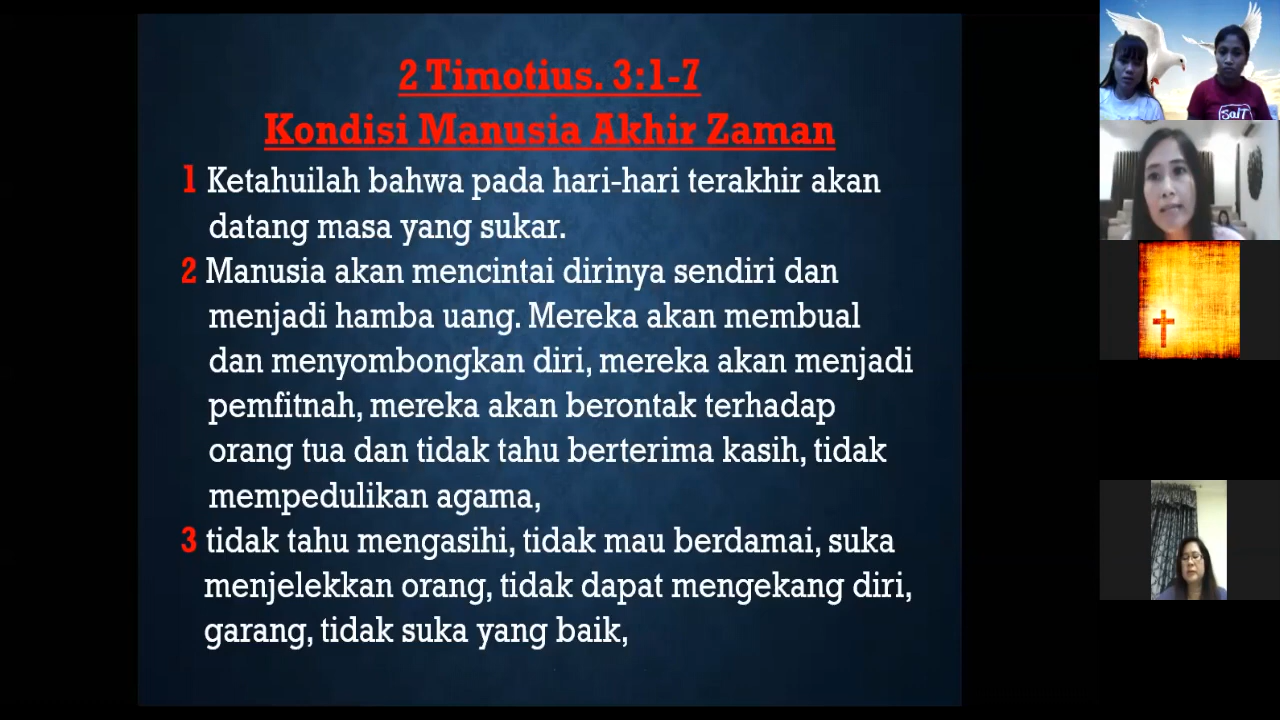 2 Timotius. 3:1-7
Kondisi Manusia Akhir Zaman
1 Ketahuilah bahwa pada hari-hari terakhir akan
datang masa yang sukar.
2 Manusia akan mencintai dirinya sendiri dan
menjadi hamba uang. Mereka akan membual
dan menyombongkan diri, mereka akan menjadi
pemfitnah, mereka akan berontak terhadap
orang tua dan tidak tahu berterima kasih, tidak
mempedulikan agama,
3 tidak tahu mengasihi, tidak mau berdamai, suka
menjelekkan orang, tidak dapat mengekang diri,
garang, tidak suka yang baik,
SalT